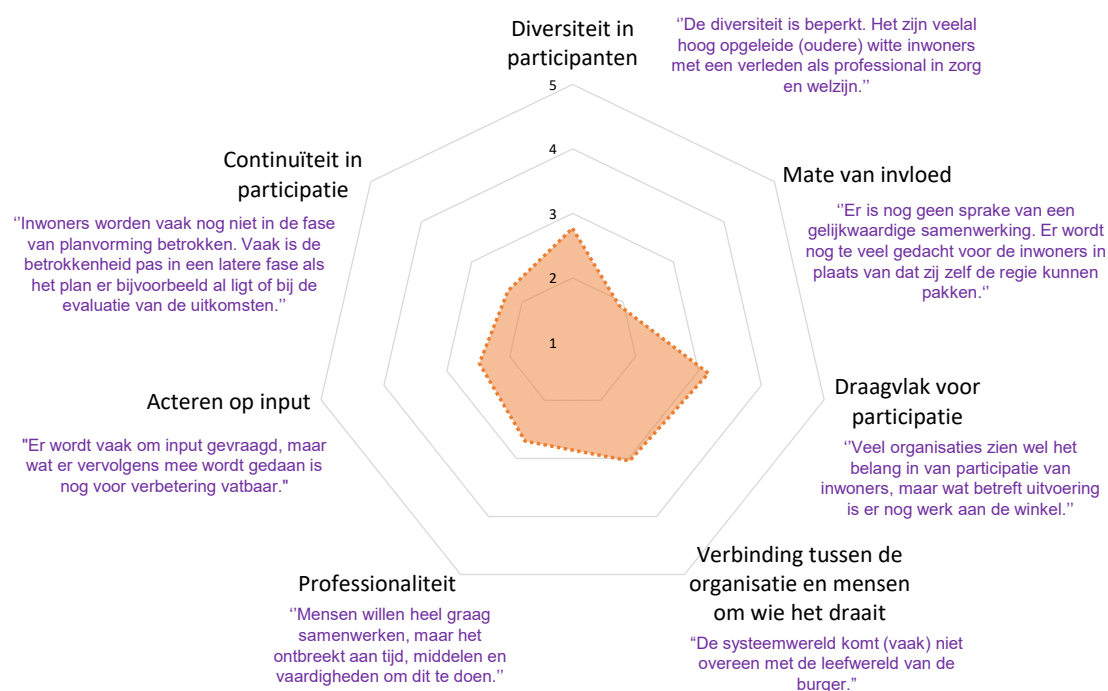 Diversiteit in
participanten
‘’De diversiteit is beperkt. Het zijn veelal
hoog opgeleide (oudere) witte inwoners
met een verleden als professional in zorg
en welzijn.’’
5
4
3
2
1
Mate van invloed
‘’Er is nog geen sprake van een
gelijkwaardige samenwerking. Er wordt
nog te veel gedacht voor de inwoners in
plaats van dat zij zelf de regie kunnen
pakken.‘’
Draagvlak voor
participatie
‘’Veel organisaties zien wel het
belang in van participatie van
inwoners, maar wat betreft uitvoering
is er nog werk aan de winkel.’’
Verbinding tussen de
organisatie en mensen
om wie het draait
“De systeemwereld komt (vaak) niet
overeen met de leefwereld van de
burger.”
Professionaliteit
‘’Mensen willen heel graag
samenwerken, maar het
ontbreekt aan tijd, middelen en
vaardigheden om dit te doen.’’
Acteren op input
"Er wordt vaak om input gevraagd, maar
wat er vervolgens mee wordt gedaan is
nog voor verbetering vatbaar."
Continuïteit in
participatie
‘’Inwoners worden vaak nog niet in de fase
van planvorming betrokken. Vaak is de
betrokkenheid pas in een latere fase als
het plan er bijvoorbeeld al ligt of bij de
evaluatie van de uitkomsten.’’